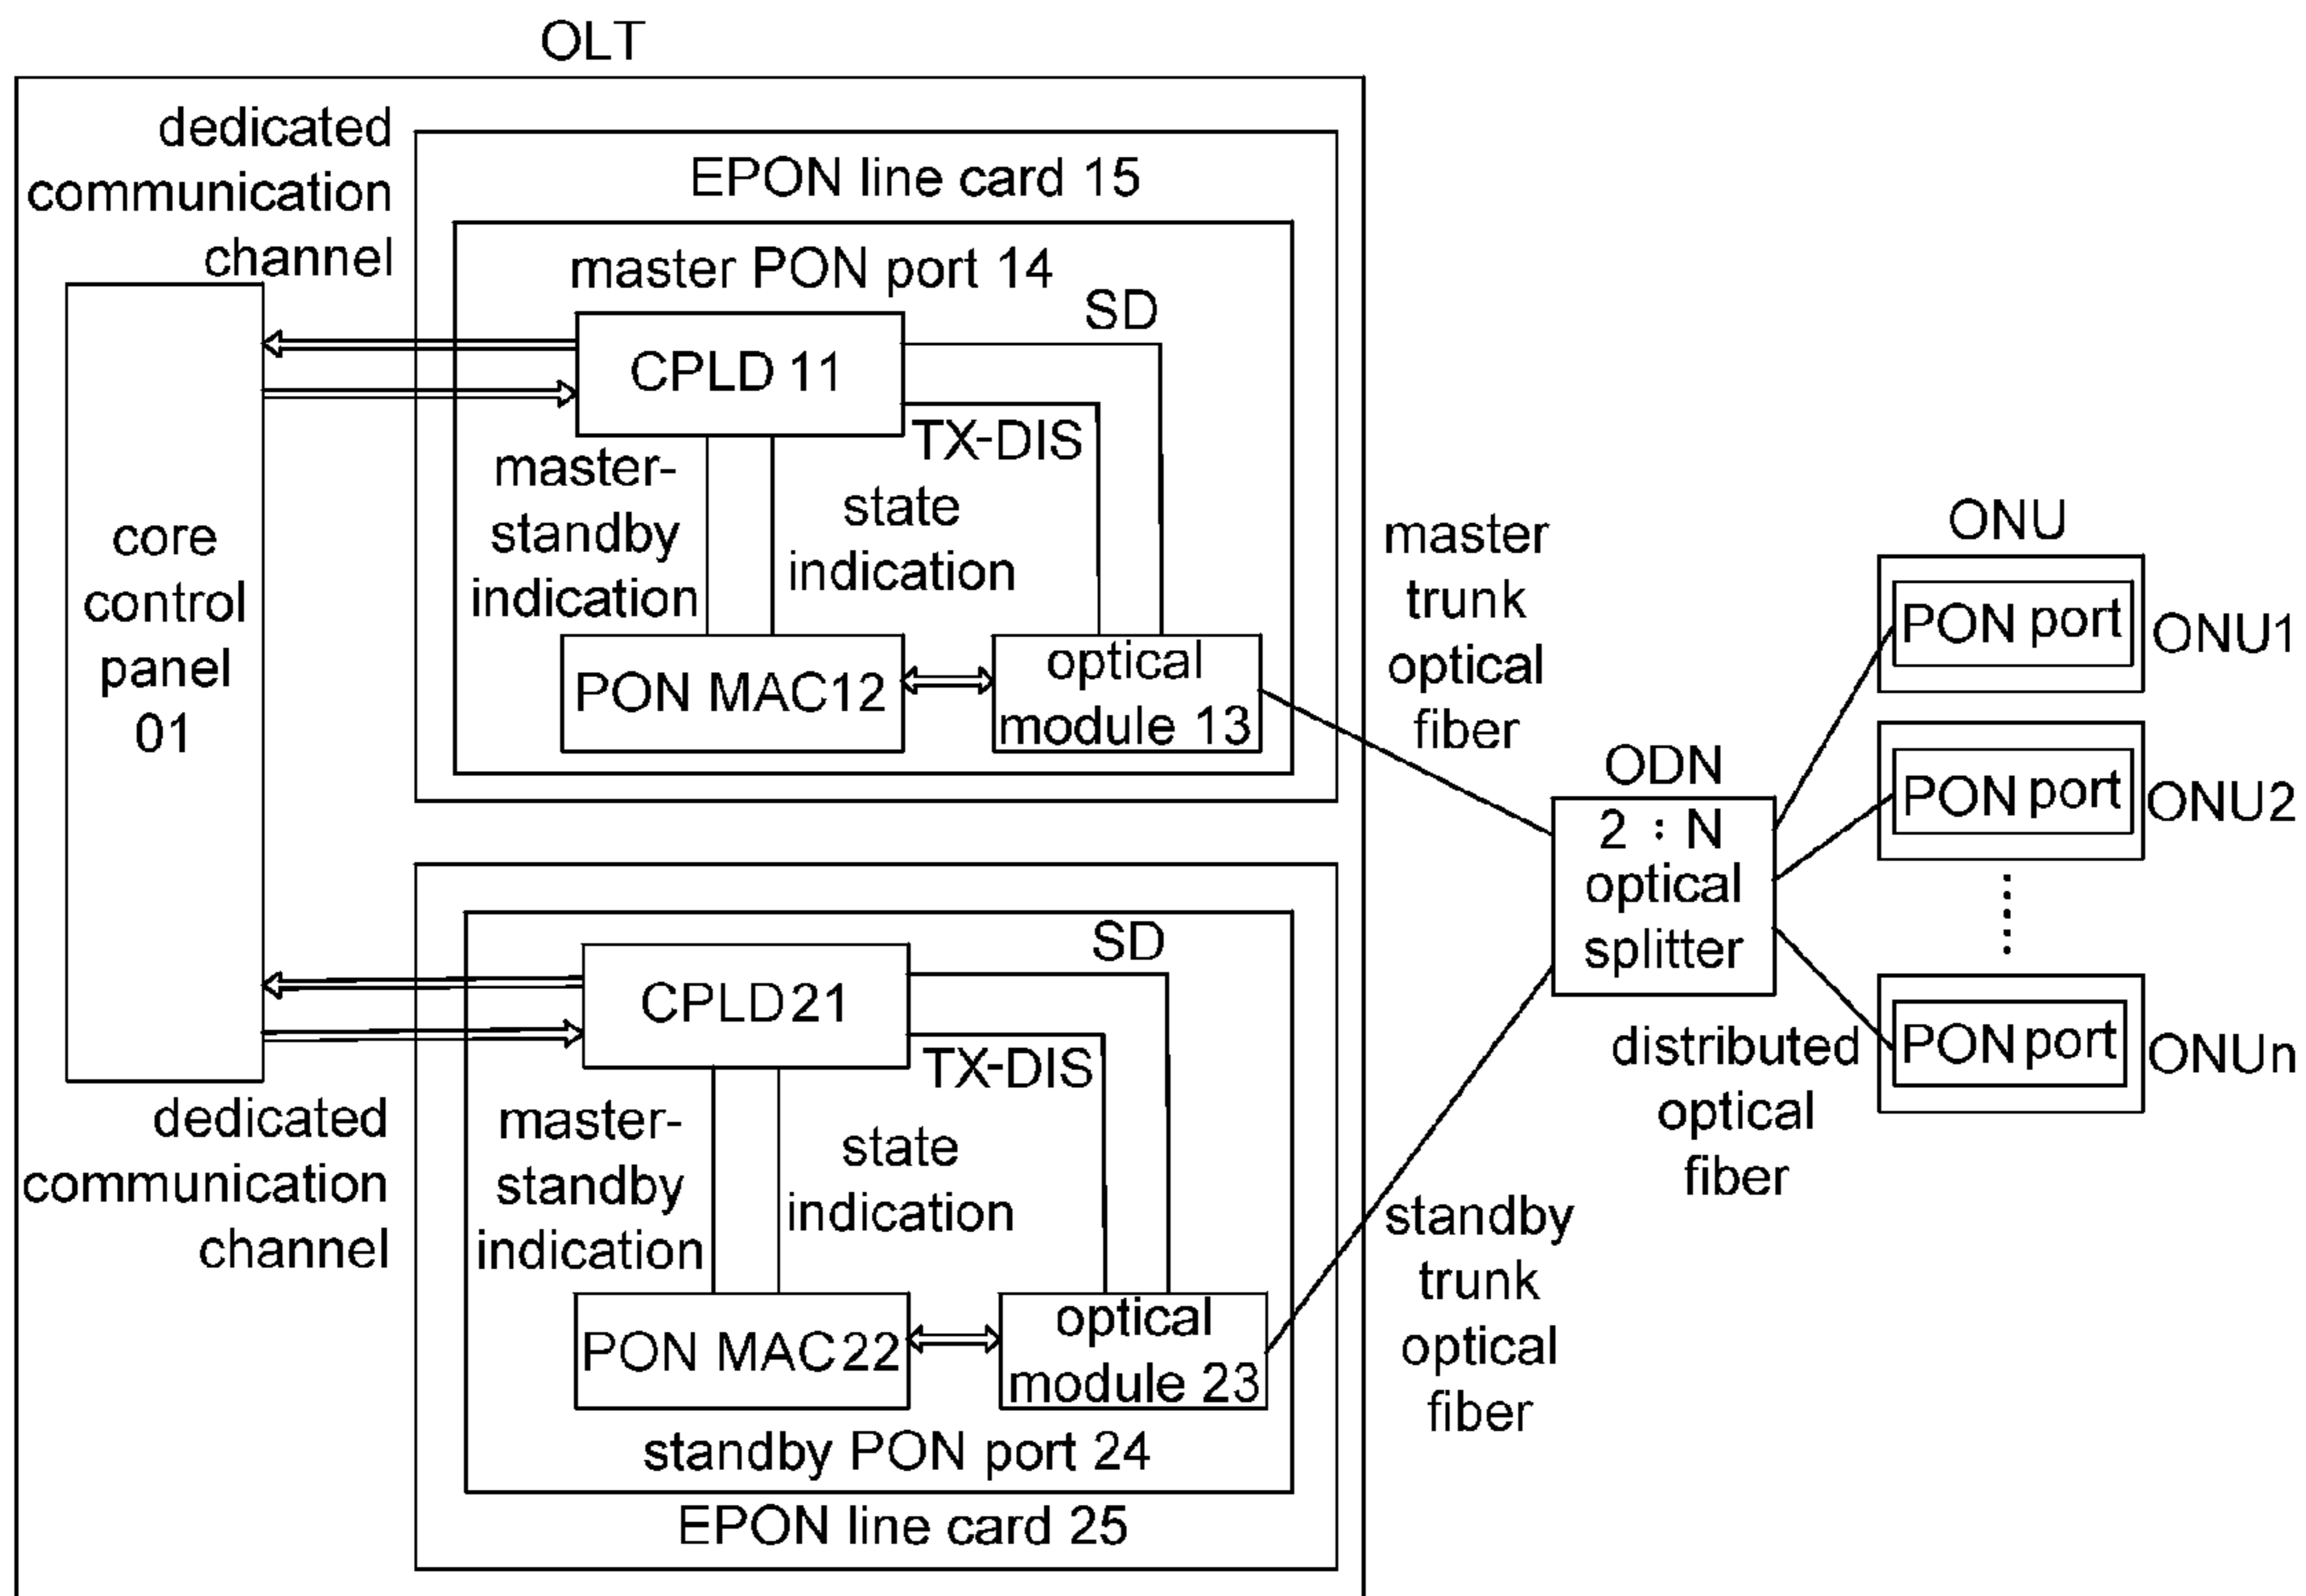 OLT
dedicated
communication
channel
EPON line card 15
master PON port 14
SD
CPLD 11
TX-DIS
master-
standby
indication
state
indication
PON MAC12
optical
module 13
core
control
panel
01
master
trunk
optical
fiber
ODN
2 : N
optical
splitter
ONU
PON port
ONU1
PON port
ONU2
PON port
ONUn
distributed
optical
fiber
SD
CPLD21
TX-DIS
dedicated
communication
channel
master-
standby
indication
state
indication
PON MAC22
optical
module 23
standby
trunk
optical
fiber
standby PON port 24
EPON line card 25